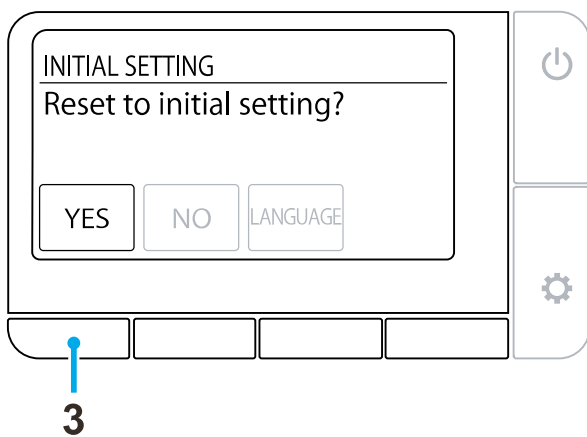 INITIAL SETTING
Reset to initial setting?
YES NO LANGUAGE
3